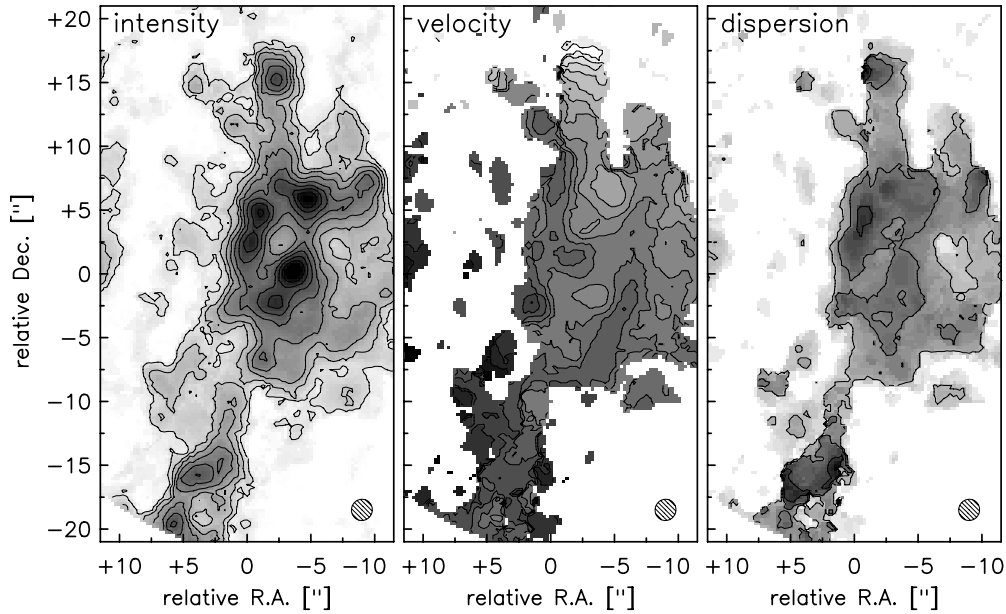 intensity
velocity
dispersion
relative Dec. ["]
+20
+15
+10
+5
0
−5
−10
−15
−20
+10 +5 0 −5 −10
+10 +5 0 −5 −10
+10 +5 0 −5 −10
relative R.A. ["]
relative R.A. ["]
relative R.A. ["]